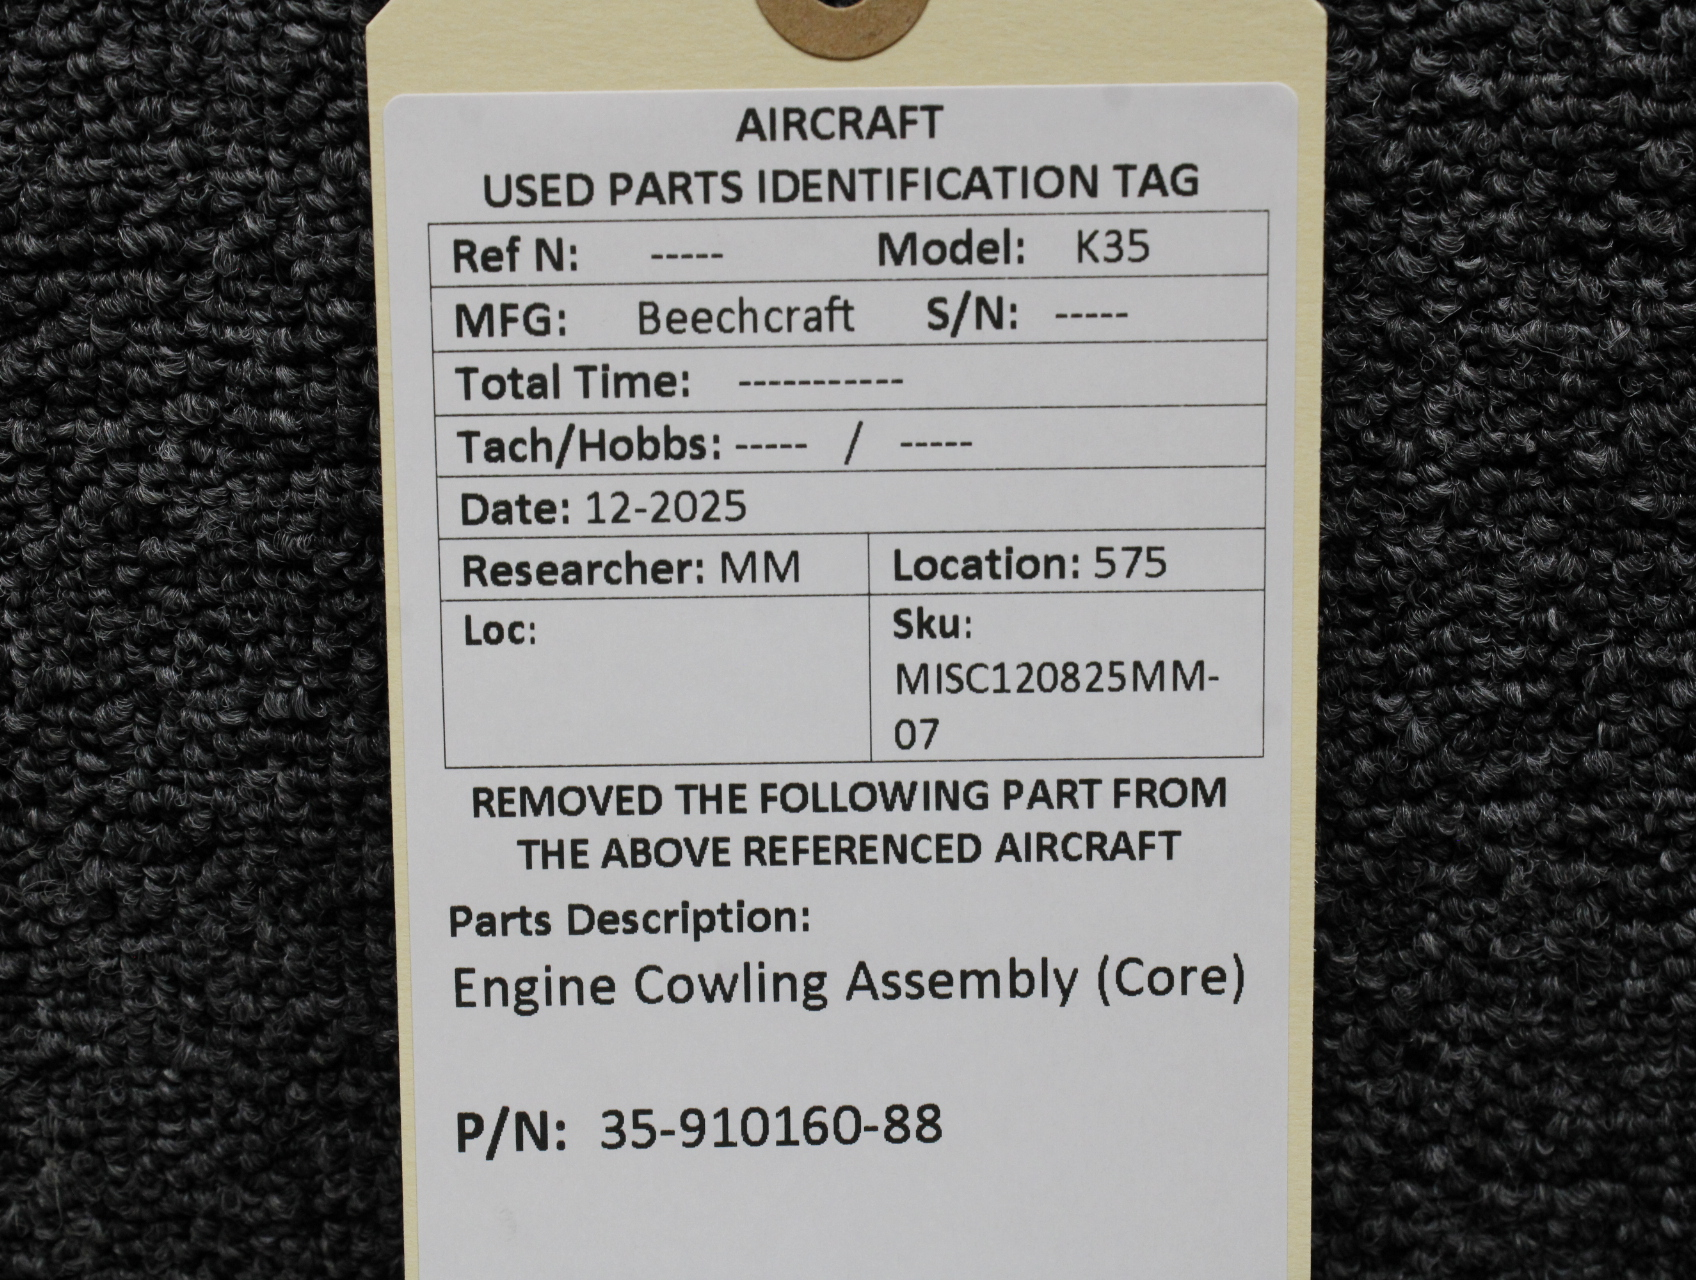 AIRCRAFT
USED PARTS IDENTIFICATION TAG
Ref N: ----- Model: K35
MFG: Beechcraft S/N: -----
Total Time: -----------
Tach/Hobbs: ----- / -----
Date: 12-2025
Researcher: MM Location: 575
Loc: Sku:
MISC120825MM-
07
REMOVED THE FOLLOWING PART FROM
THE ABOVE REFERENCED AIRCRAFT
Parts Description:
Engine Cowling Assembly (Core)
P/N: 35-910160-88